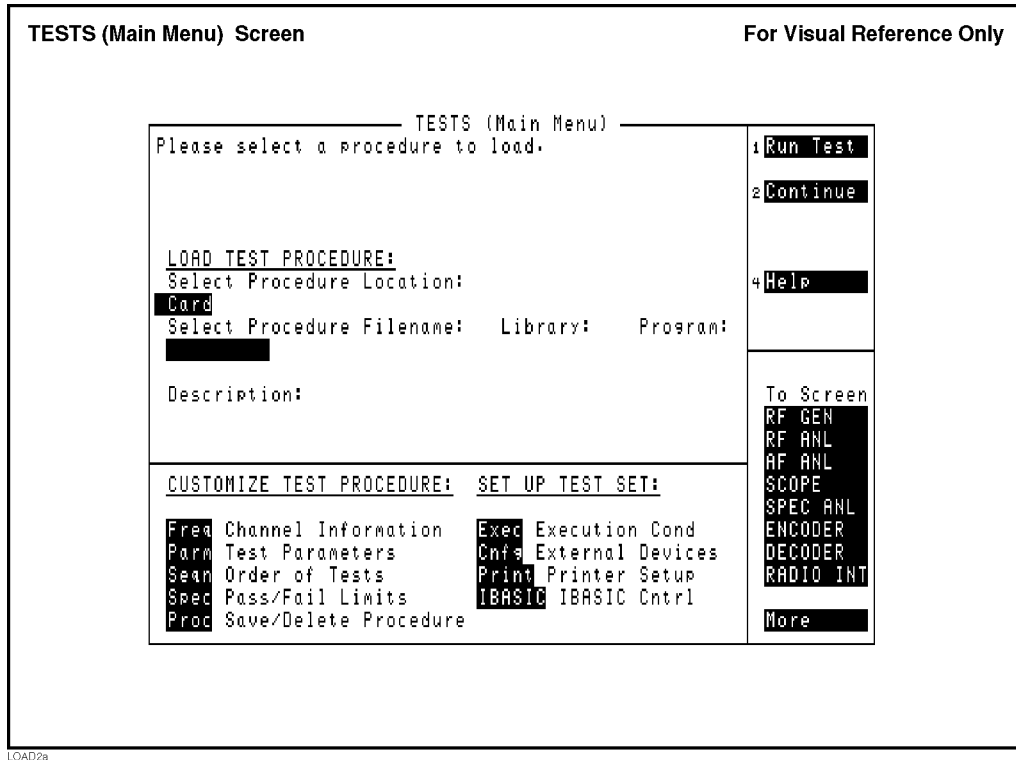 TESTS (Main Menu) Screen
For Visual Reference Only
TESTS (Main Menu)
Please select a procedure to load.
LOAD TEST PROCEDURE:
Select Procedure Location:
Card
Select Procedure Filename: Library: Program:
Description:
CUSTOMIZE TEST PROCEDURE:
Freq Channel Information
Parm Test Parameters
Seqn Order of Tests
Spec Pass/Fail Limits
Proc Save/Delete Procedure
SET UP TEST SET:
Exec Execution Cond
Cnfg External Devices
Print Printer Setup
IBASIC IBASIC Cntrl
1 Run Test
2 Continue
4 Help
To Screen
RF GEN
RF ANL
AF ANL
SCOPE
SPEC ANL
ENCODER
DECODER
RADIO INT
More
LOAD2a